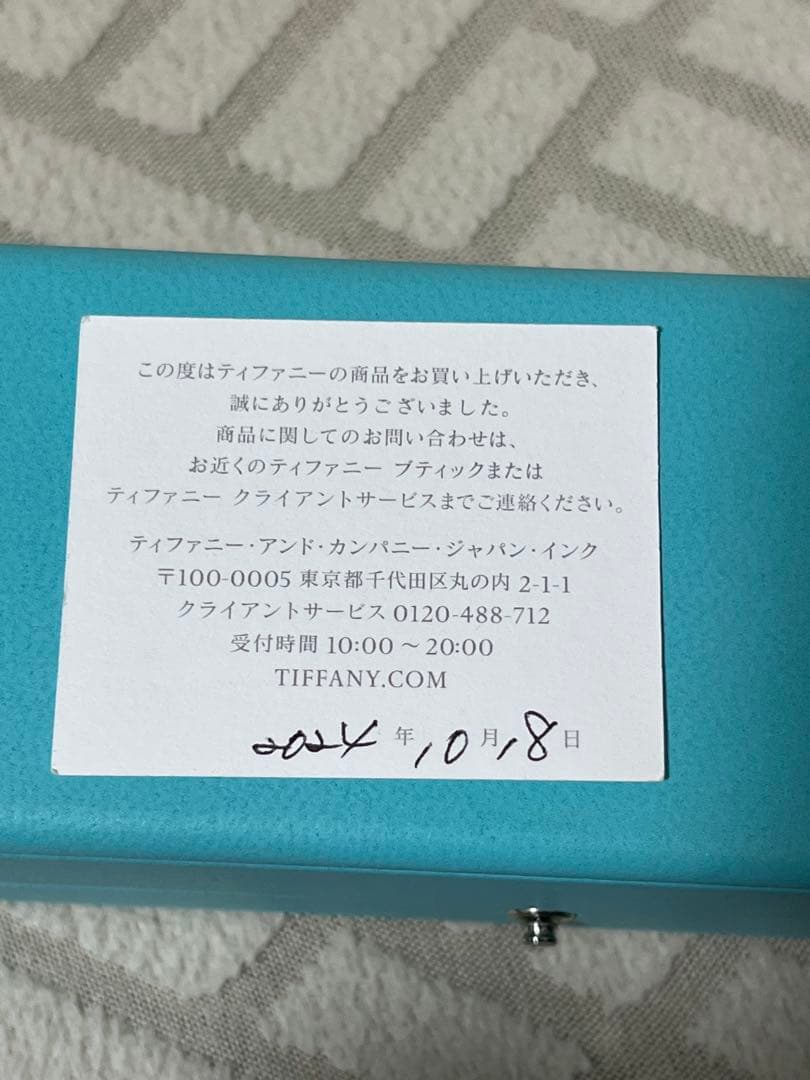 この度はティファニーの商品をお買い上げいただき、
誠にありがとうございました。
商品に関してのお問い合わせは、
お近くのティファニー ブティックまたは
ティファニー クライアントサービスまでご連絡ください。
ティファニー・アンド・カンパニー・ジャパン・インク
〒100-0005 東京都千代田区丸の内 2-1-1
クライアントサービス 0120-488-712
受付時間 10:00 〜 20:00
TIFFANY.COM
2024 年 10 月 18 日